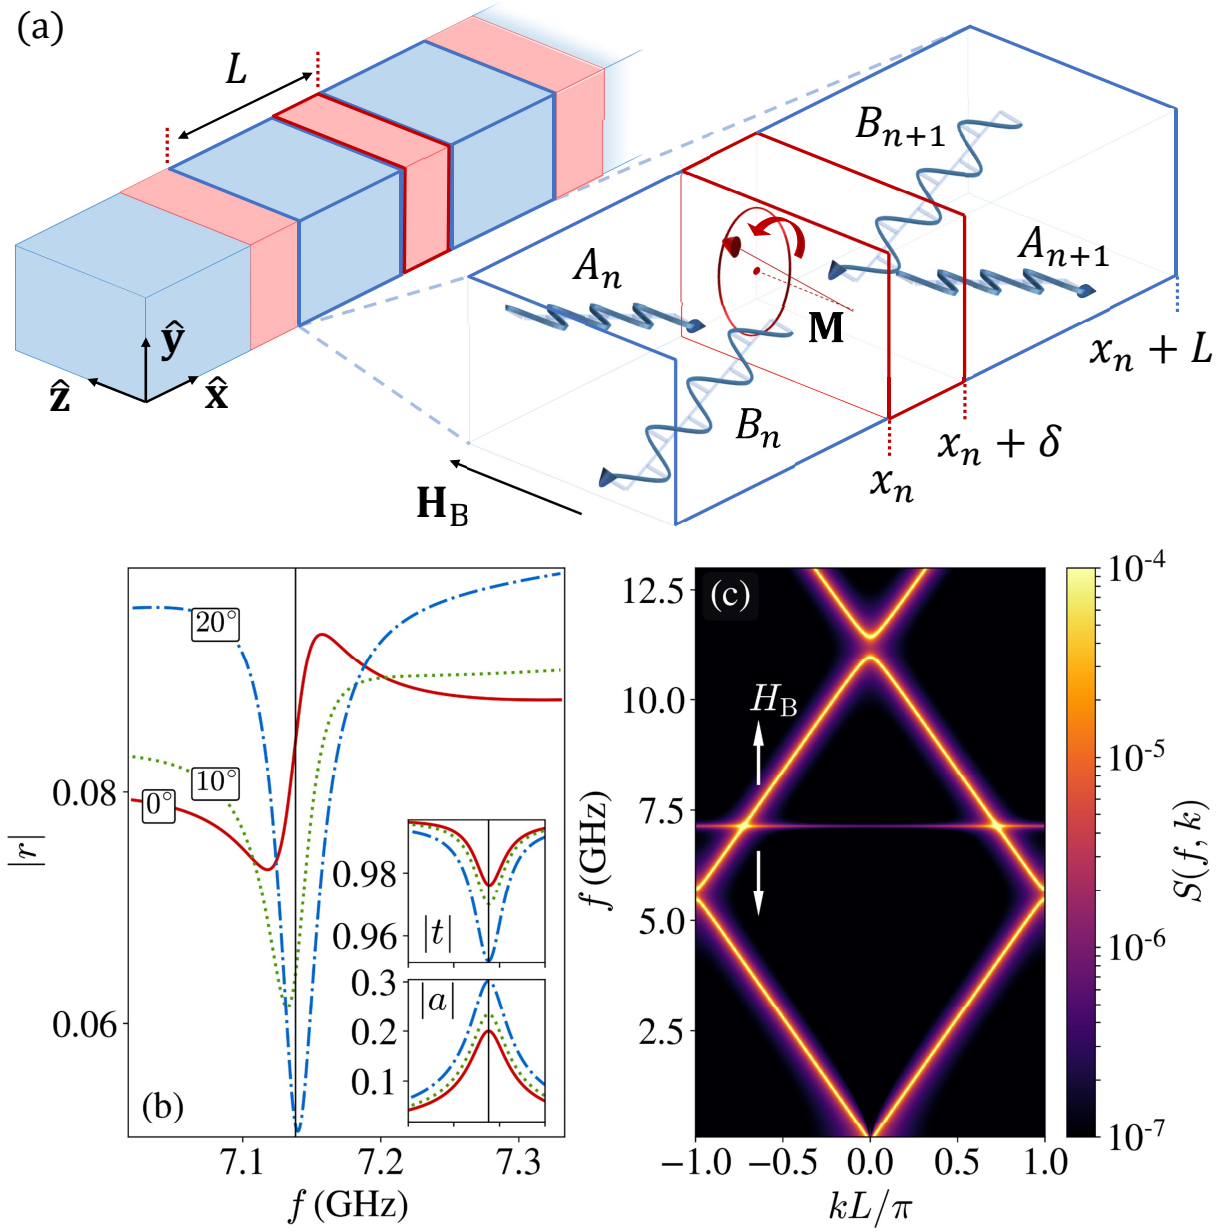 (a)
L
ŷ
ẑ
x̂
A_n
B_n
M
B_{n+1}
A_{n+1}
x_n
x_n + δ
x_n + L
H_B
(b)
|r|
0.08
0.06
20°
10°
0°
7.1 7.2 7.3
f (GHz)
|t|
0.98
0.96
|a|
0.3
0.2
0.1
(c)
f (GHz)
12.5
10.0
7.5
5.0
2.5
H_B
−1.0 −0.5 0.0 0.5 1.0
kL/π
10^{-4}
10^{-5}
10^{-6}
10^{-7}
S(f, k)